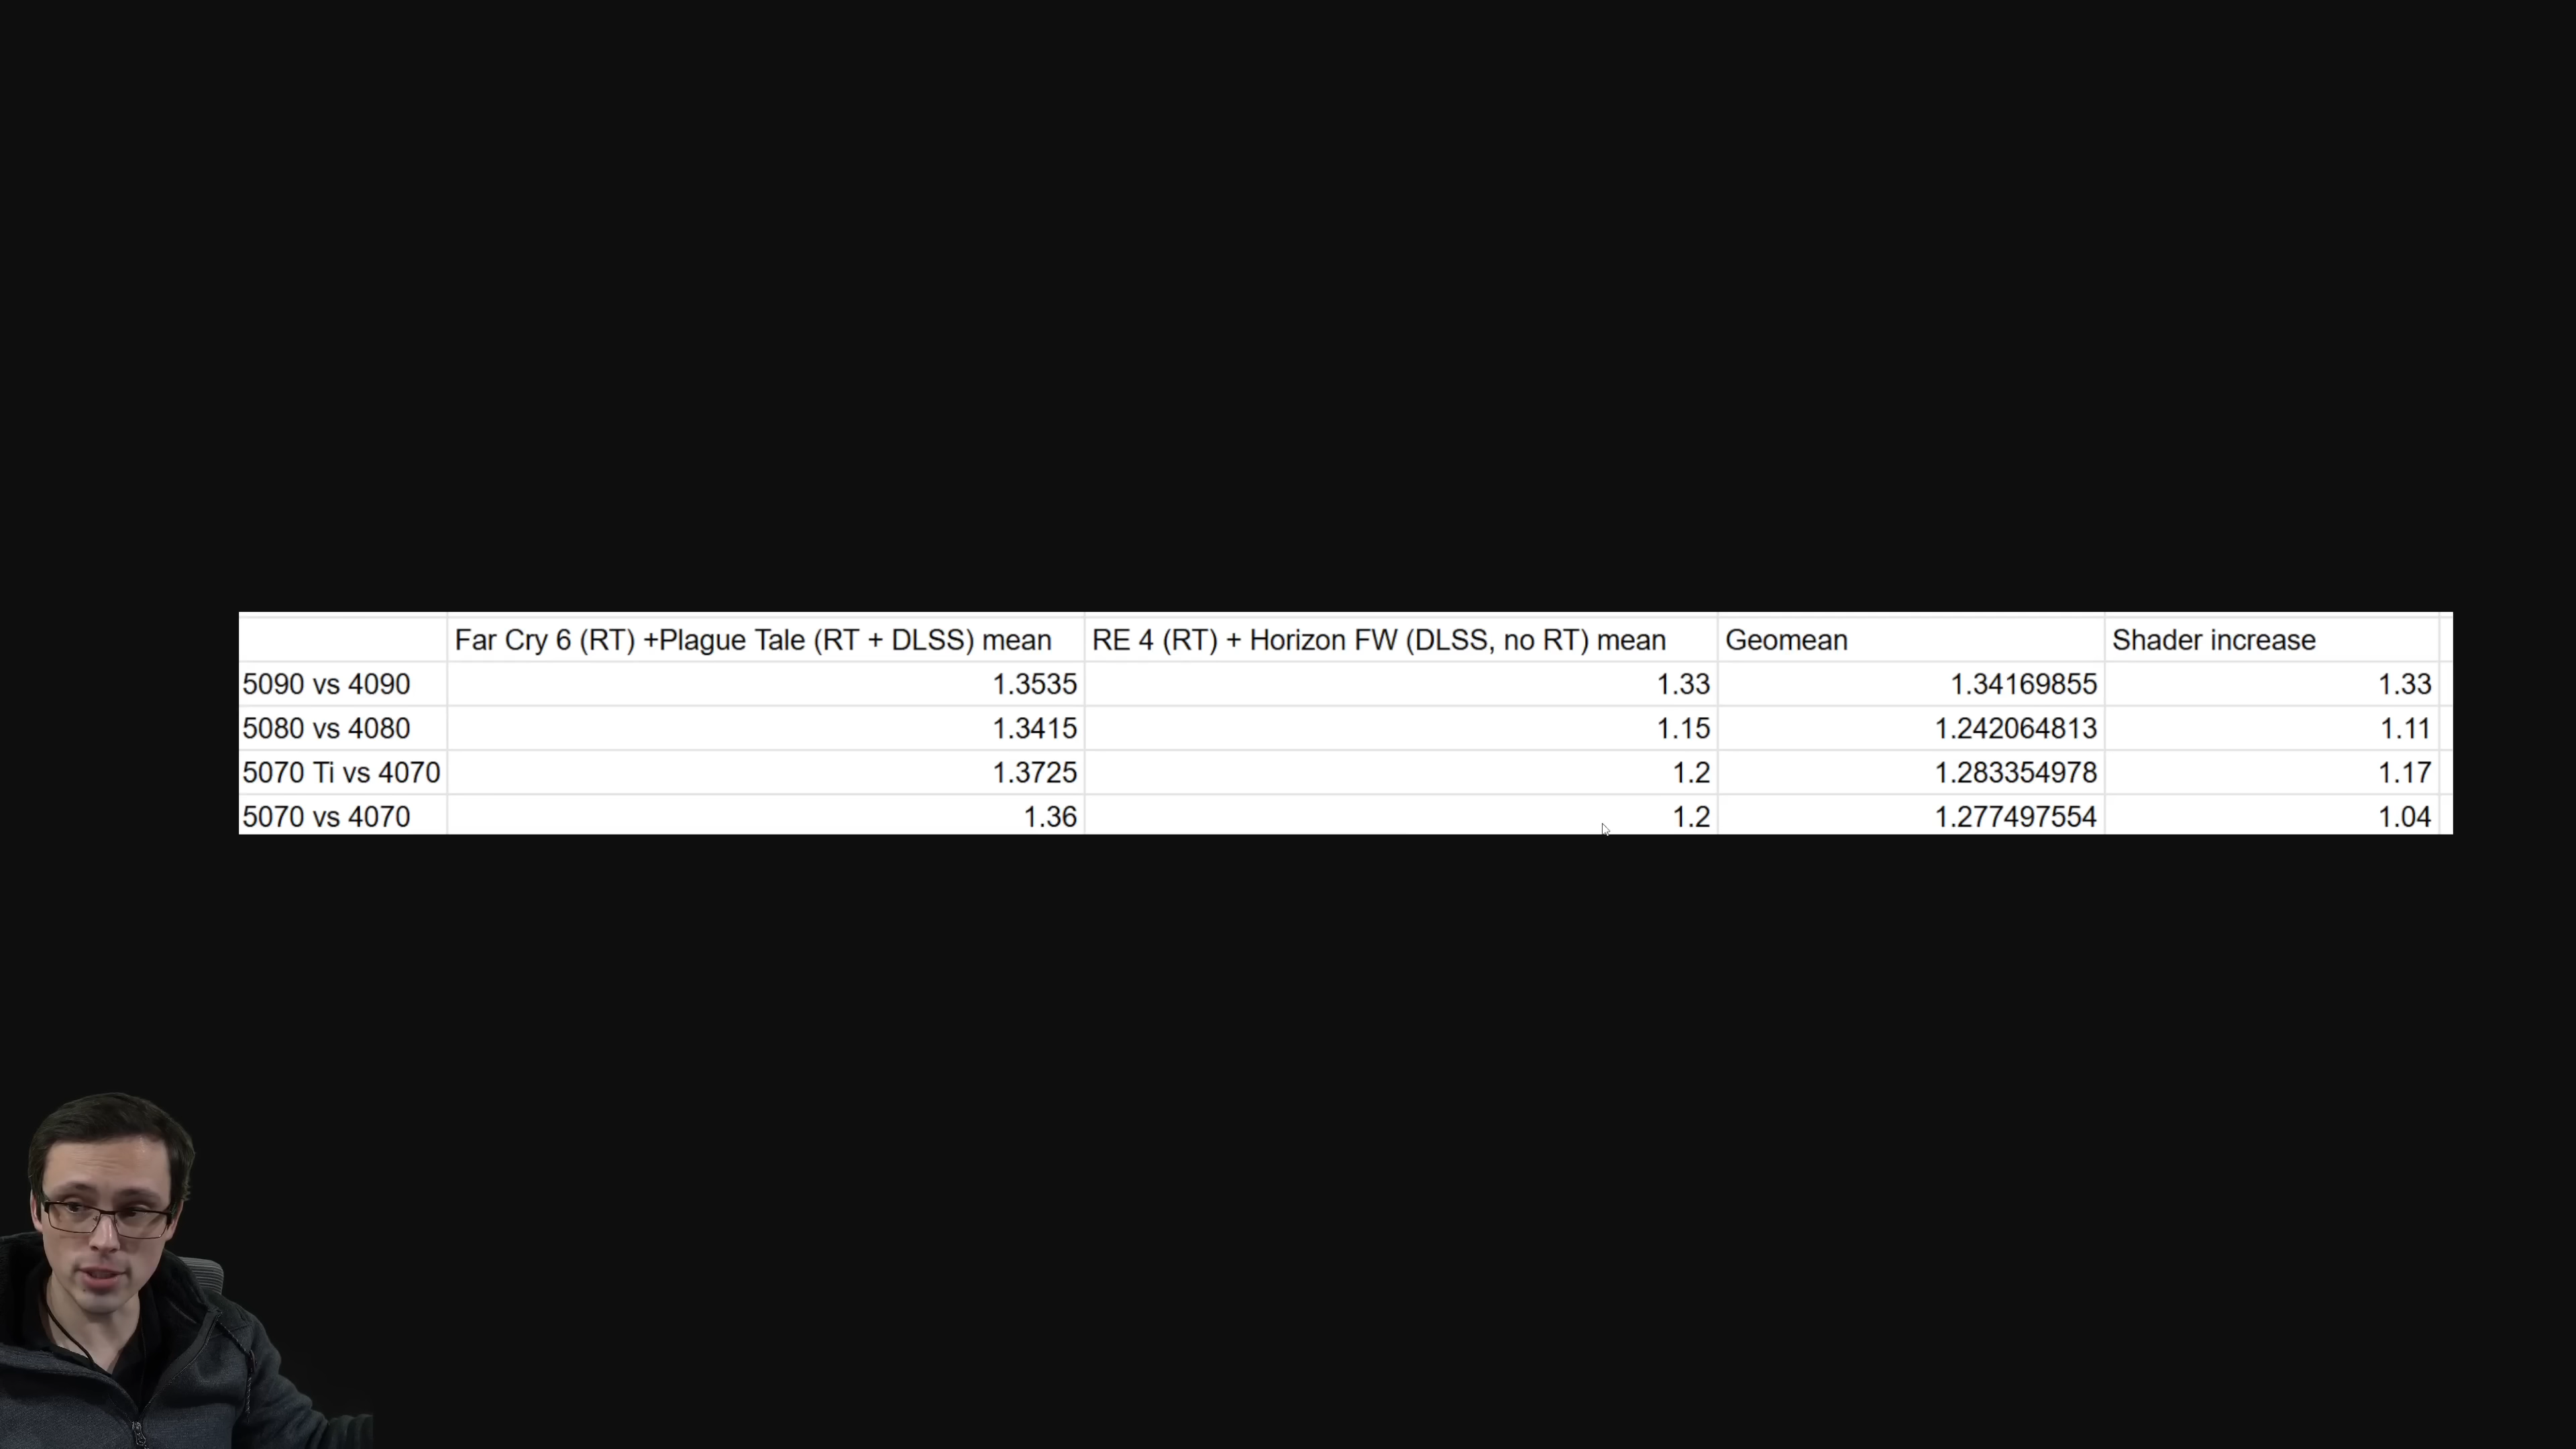 Far Cry 6 (RT) +Plague Tale (RT + DLSS) mean RE 4 (RT) + Horizon FW (DLSS, no RT) mean Geomean Shader increase
5090 vs 4090 1.3535 1.33 1.34169855 1.33
5080 vs 4080 1.3415 1.15 1.242064813 1.11
5070 Ti vs 4070 1.3725 1.2 1.283354978 1.17
5070 vs 4070 1.36 1.2 1.277497554 1.04